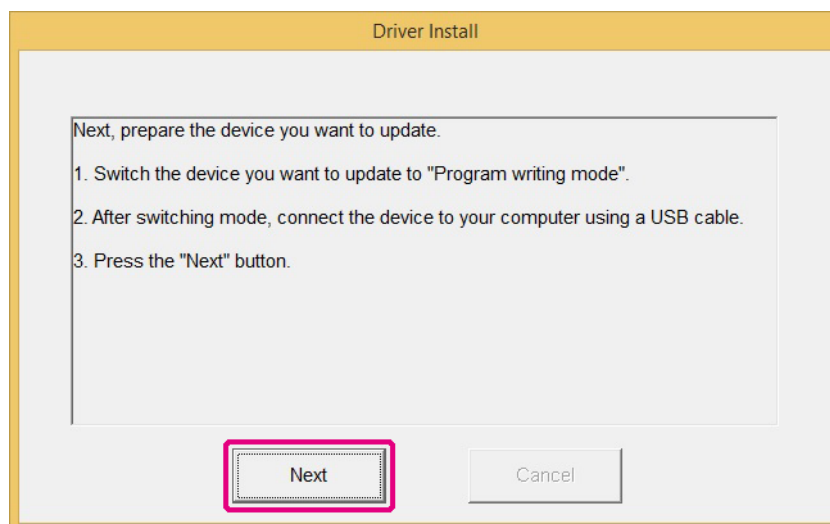 Driver Install
Next, prepare the device you want to update.
1. Switch the device you want to update to "Program writing mode".
2. After switching mode, connect the device to your computer using a USB cable.
3. Press the "Next" button.
Next
Cancel